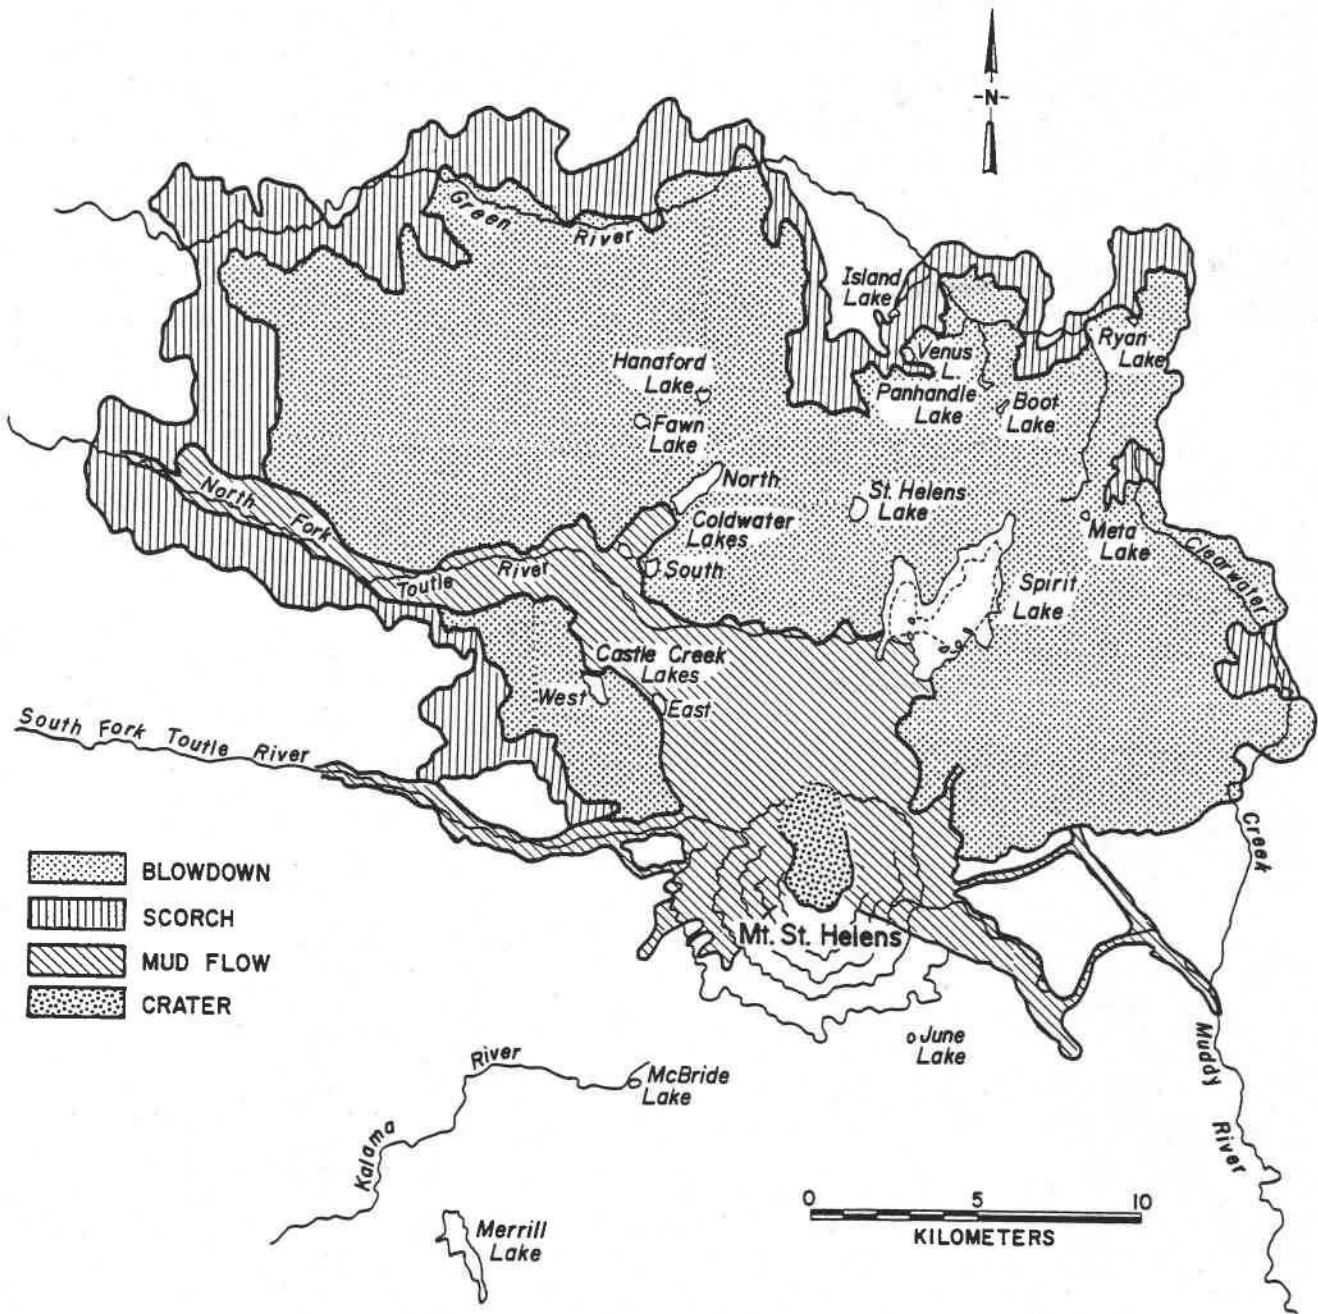 -N-
Green
River
Island
Lake
Ryan
Lake
Venus
L.
Hanaford
Lake
Panhandle
Lake
Boot
Lake
Fawn
Lake
North
Fork
Toutle
River
North
Coldwater
Lakes
South
St. Helens
Lake
Meta
Lake
Clearwater
Creek
Spirit
Lake
Castle Creek
Lakes
West
East
South Fork Toutle River
BLOWDOWN
SCORCH
MUD FLOW
CRATER
Mt. St. Helens
June
Lake
Muddy
River
McBride
Lake
Kalama
River
Merrill
Lake
0 5 10
KILOMETERS